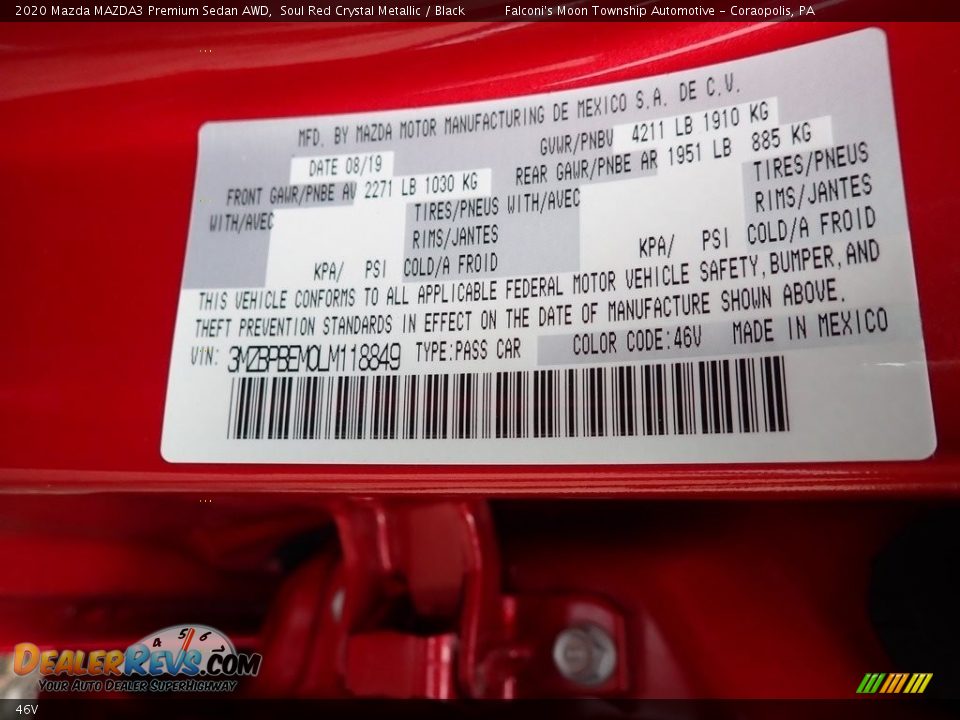 2020 Mazda MAZDA3 Premium Sedan AWD, Soul Red Crystal Metallic / Black Falconi's Moon Township Automotive - Coraopolis, PA
MFD. BY MAZDA MOTOR MANUFACTURING DE MEXICO S.A. DE C.V.
DATE 08/19 GVWR/PNBV 4211 LB 1910 KG
FRONT GAWR/PNBE AV 2271 LB 1030 KG REAR GAWR/PNBE AR 1951 LB 885 KG
WITH/AVEC TIRES/PNEUS WITH/AVEC TIRES/PNEUS
RIMS/JANTES RIMS/JANTES
KPA/ PSI COLD/A FROID KPA/ PSI COLD/A FROID
THIS VEHICLE CONFORMS TO ALL APPLICABLE FEDERAL MOTOR VEHICLE SAFETY, BUMPER, AND
THEFT PREVENTION STANDARDS IN EFFECT ON THE DATE OF MANUFACTURE SHOWN ABOVE.
VIN: 3MZBPBEM0LM118849 TYPE:PASS CAR COLOR CODE:46V MADE IN MEXICO
4 5 6
DEALERREVS.COM
YOUR AUTO DEALER SUPERHIGHWAY
46V